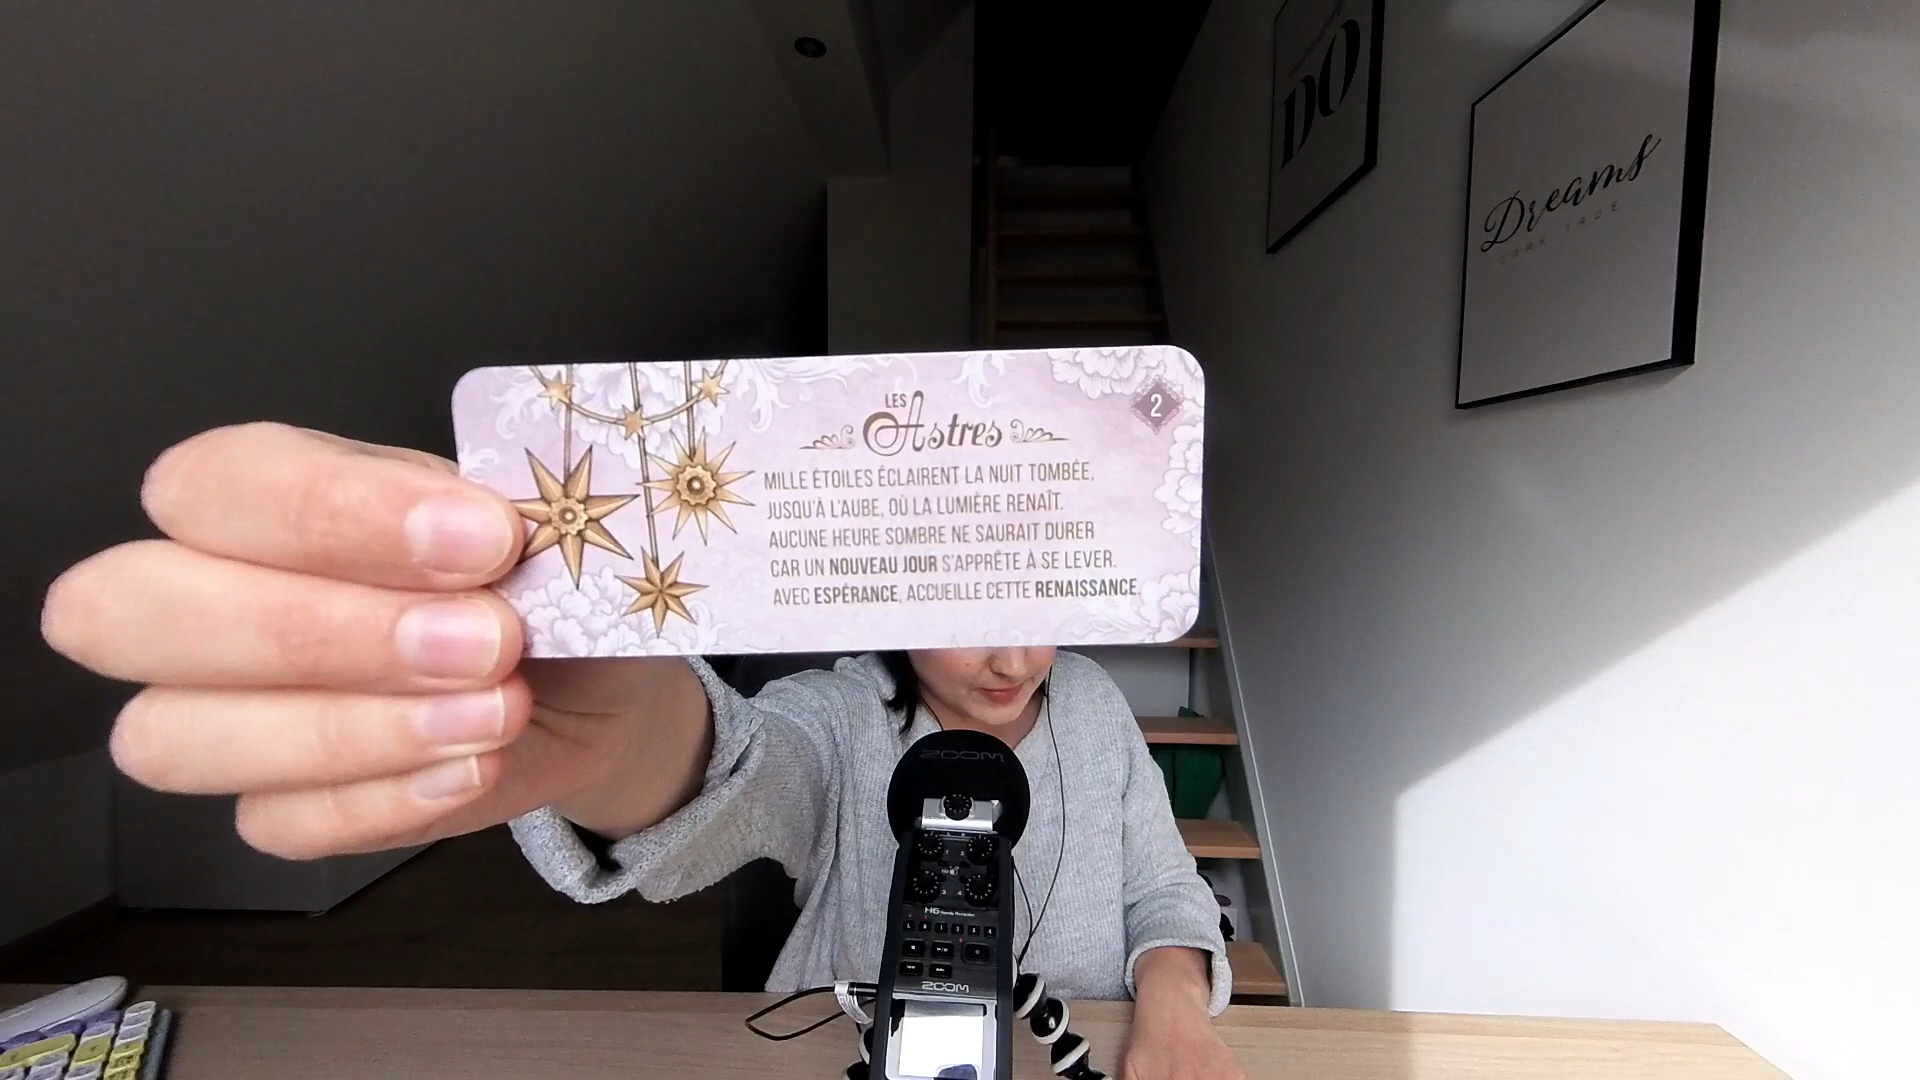 DO
Dreams
COME TRUE
LES
Astres
2
MILLE ÉTOILES ÉCLAIRENT LA NUIT TOMBÉE,
JUSQU'À L'AUBE, OÙ LA LUMIÈRE RENAÎT.
AUCUNE HEURE SOMBRE NE SAURAIT DURER
CAR UN NOUVEAU JOUR S'APPRÊTE À SE LEVER.
AVEC ESPÉRANCE, ACCUEILLE CETTE RENAISSANCE.
ZOOM
H6 Handy Recorder
ZOOM